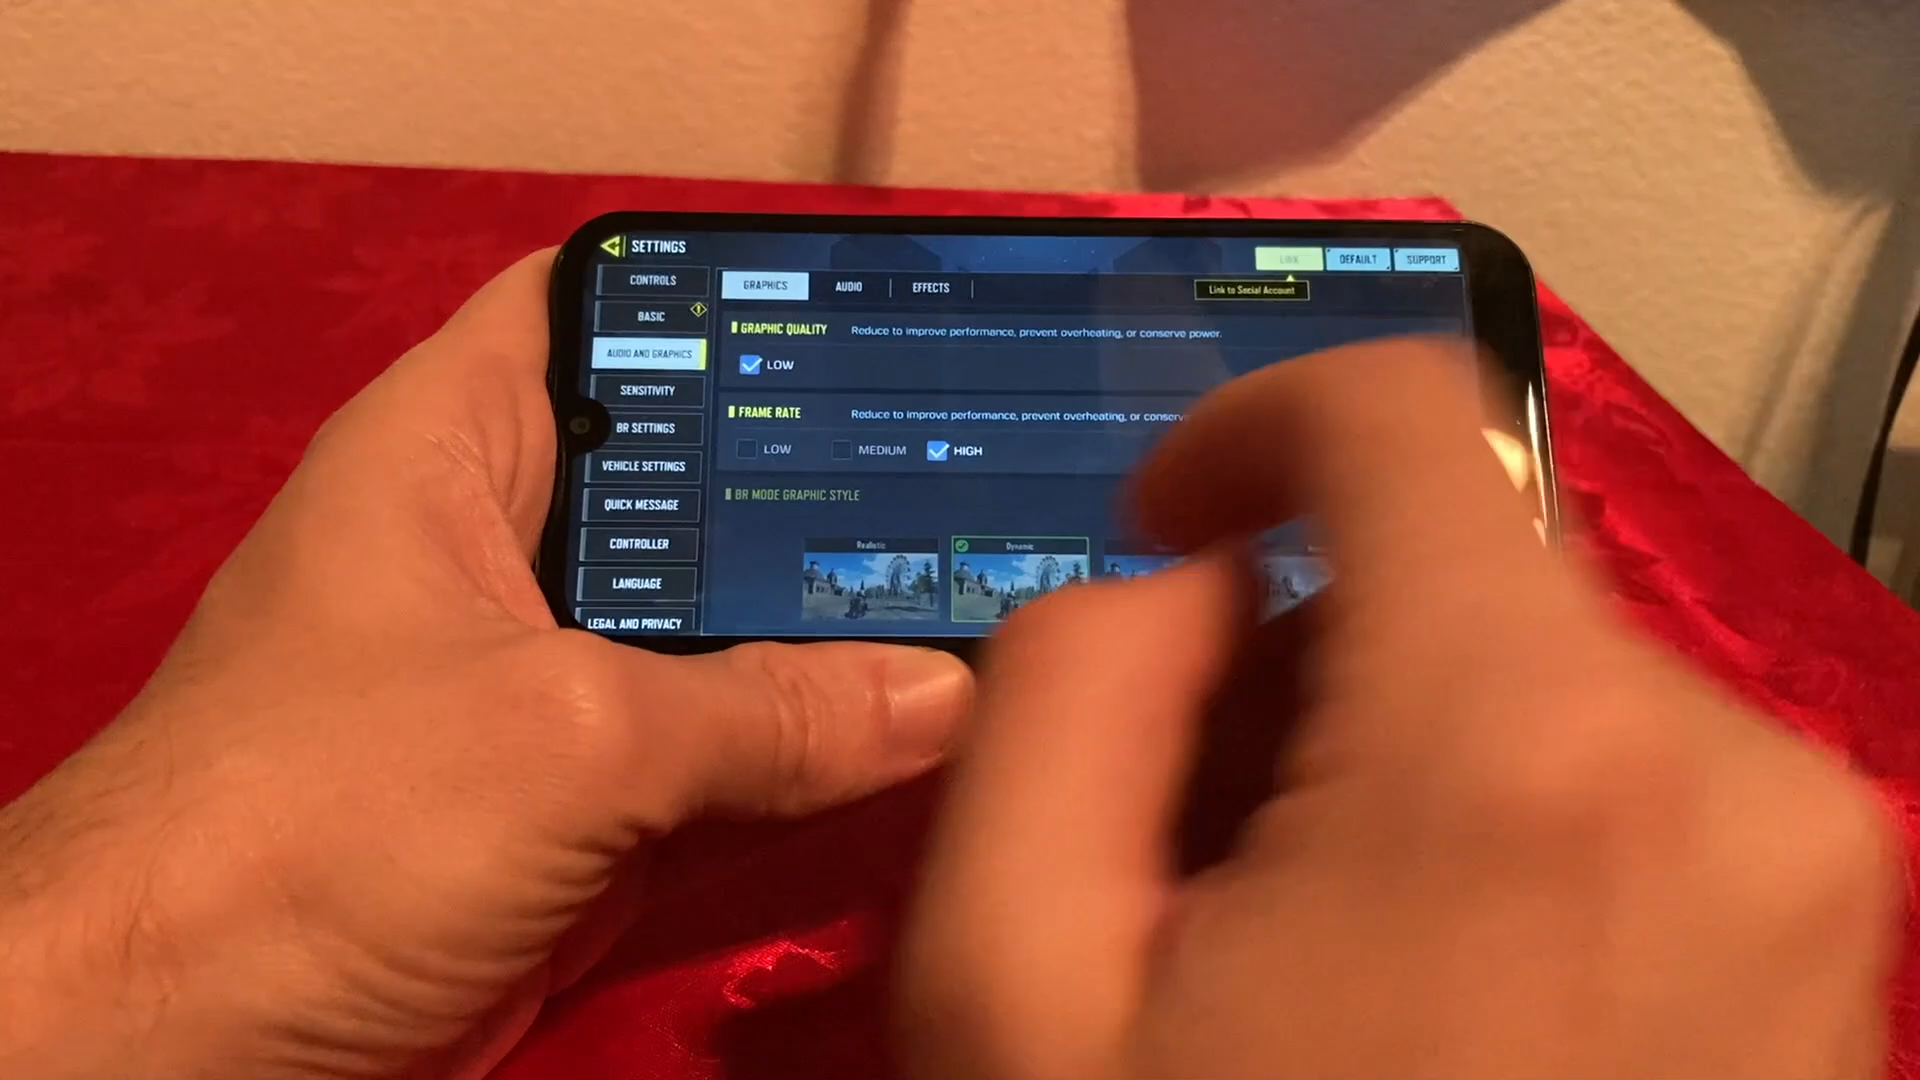 SETTINGS
LINK
DEFAULT
SUPPORT
Link to Social Account
CONTROLS
BASIC
AUDIO AND GRAPHICS
SENSITIVITY
BR SETTINGS
VEHICLE SETTINGS
QUICK MESSAGE
CONTROLLER
LANGUAGE
LEGAL AND PRIVACY
GRAPHICS
AUDIO
EFFECTS
GRAPHIC QUALITY
Reduce to improve performance, prevent overheating, or conserve power.
LOW
FRAME RATE
Reduce to improve performance, prevent overheating, or conserve
LOW
MEDIUM
HIGH
BR MODE GRAPHIC STYLE
Realistic
Dynamic